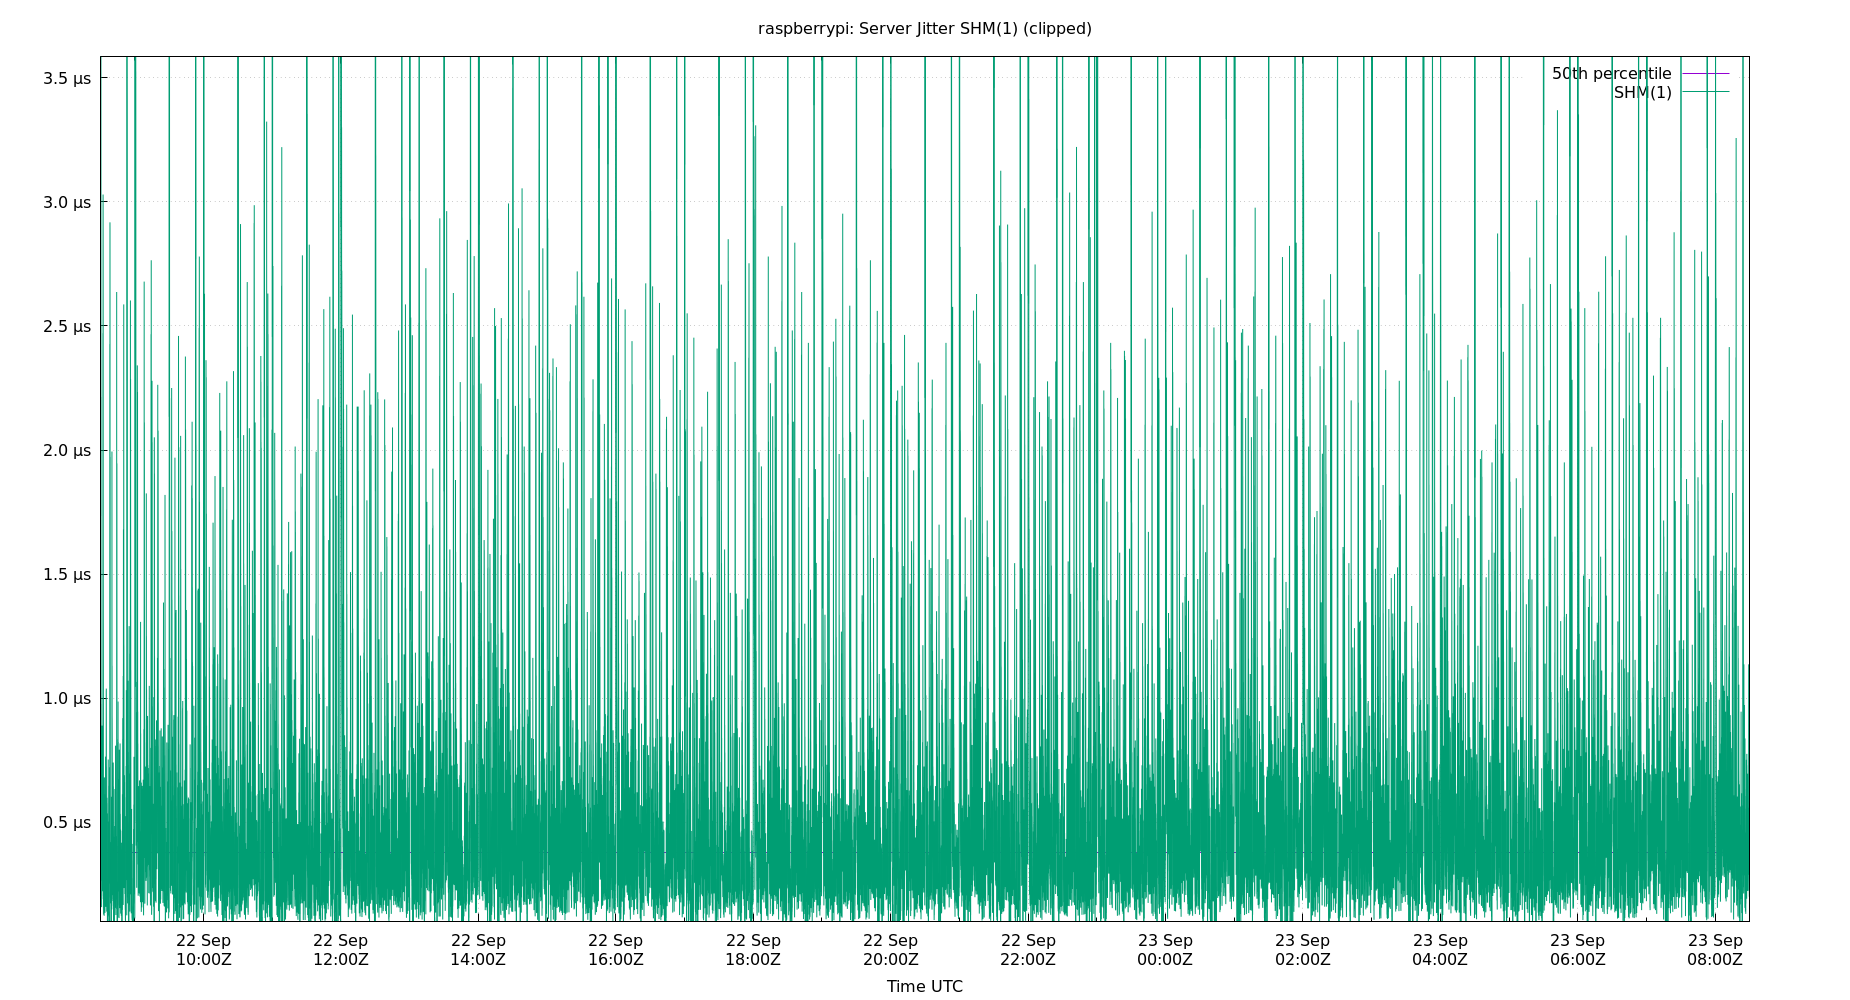 raspberrypi: Server Jitter SHM(1) (clipped)
50th percentile
SHM(1)
3.5 µs
3.0 µs
2.5 µs
2.0 µs
1.5 µs
1.0 µs
0.5 µs
22 Sep 22 Sep 22 Sep 22 Sep 22 Sep 22 Sep 22 Sep 23 Sep 23 Sep 23 Sep 23 Sep 23 Sep
10:00Z 12:00Z 14:00Z 16:00Z 18:00Z 20:00Z 22:00Z 00:00Z 02:00Z 04:00Z 06:00Z 08:00Z
Time UTC